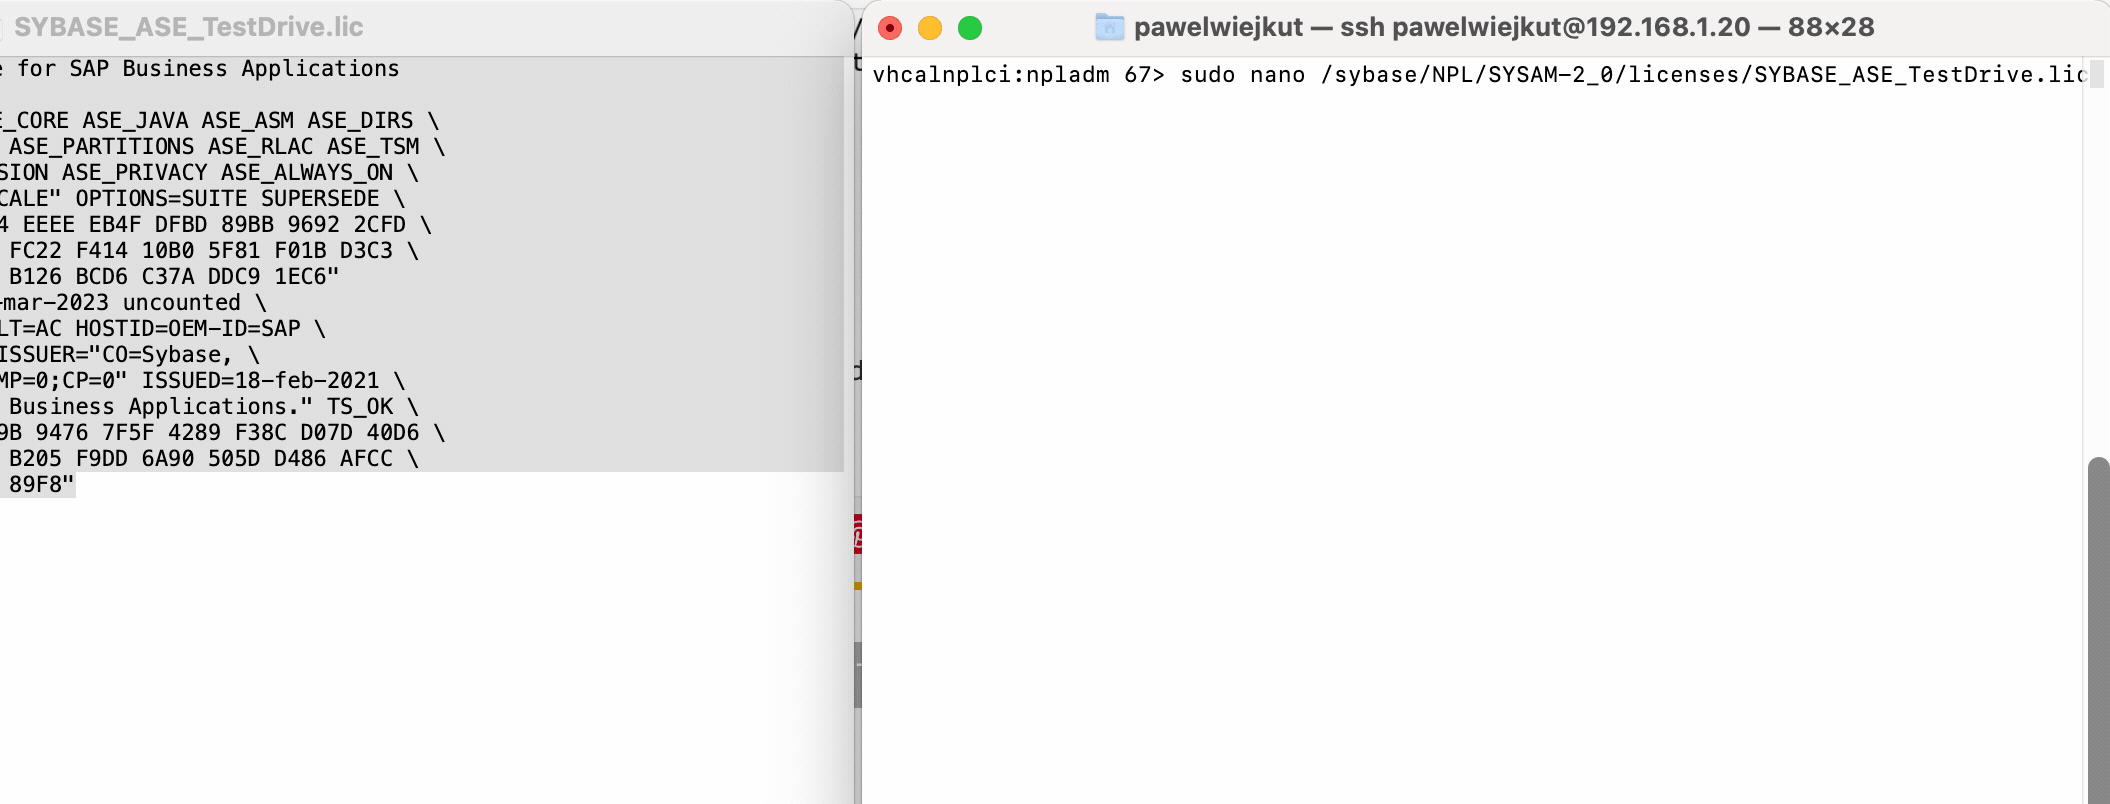 SYBASE_ASE_TestDrive.lic
for SAP Business Applications
E_CORE ASE_JAVA ASE_ASM ASE_DIRS \
ASE_PARTITIONS ASE_RLAC ASE_TSM \
SION ASE_PRIVACY ASE_ALWAYS_ON \
CALE" OPTIONS=SUITE SUPERSEDE \
4 EEEE EB4F DFBD 89BB 9692 2CFD \
FC22 F414 10B0 5F81 F01B D3C3 \
B126 BCD6 C37A DDC9 1EC6"
-mar-2023 uncounted \
LT=AC HOSTID=OEM-ID=SAP \
ISSUER="CO=Sybase, \
MP=0;CP=0" ISSUED=18-feb-2021 \
Business Applications." TS_OK \
9B 9476 7F5F 4289 F38C D07D 40D6 \
B205 F9DD 6A90 505D D486 AFCC \
89F8"
pawelwiejkut — ssh pawelwiejkut@192.168.1.20 — 88×28
vhcalnplci:npladm 67> sudo nano /sybase/NPL/SYSAM-2_0/licenses/SYBASE_ASE_TestDrive.lic